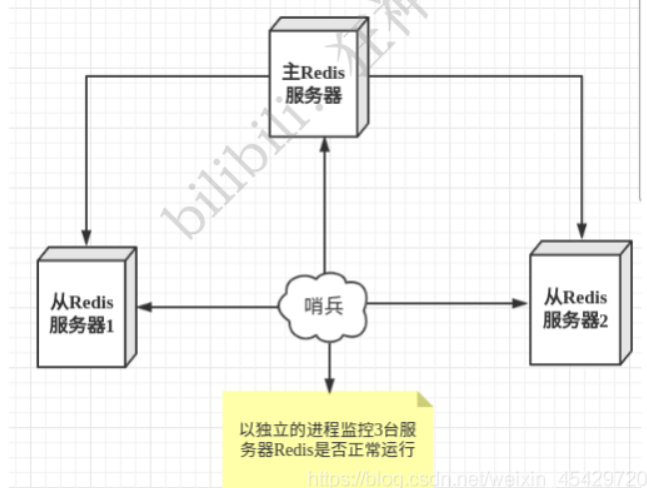 主Redis
服务器
bilibili: 狂神
从Redis
服务器1
哨兵
从Redis
服务器2
以独立的进程监控3台服
务器Redis是否正常运行
https://blog.csdn.net/weixin_45429720